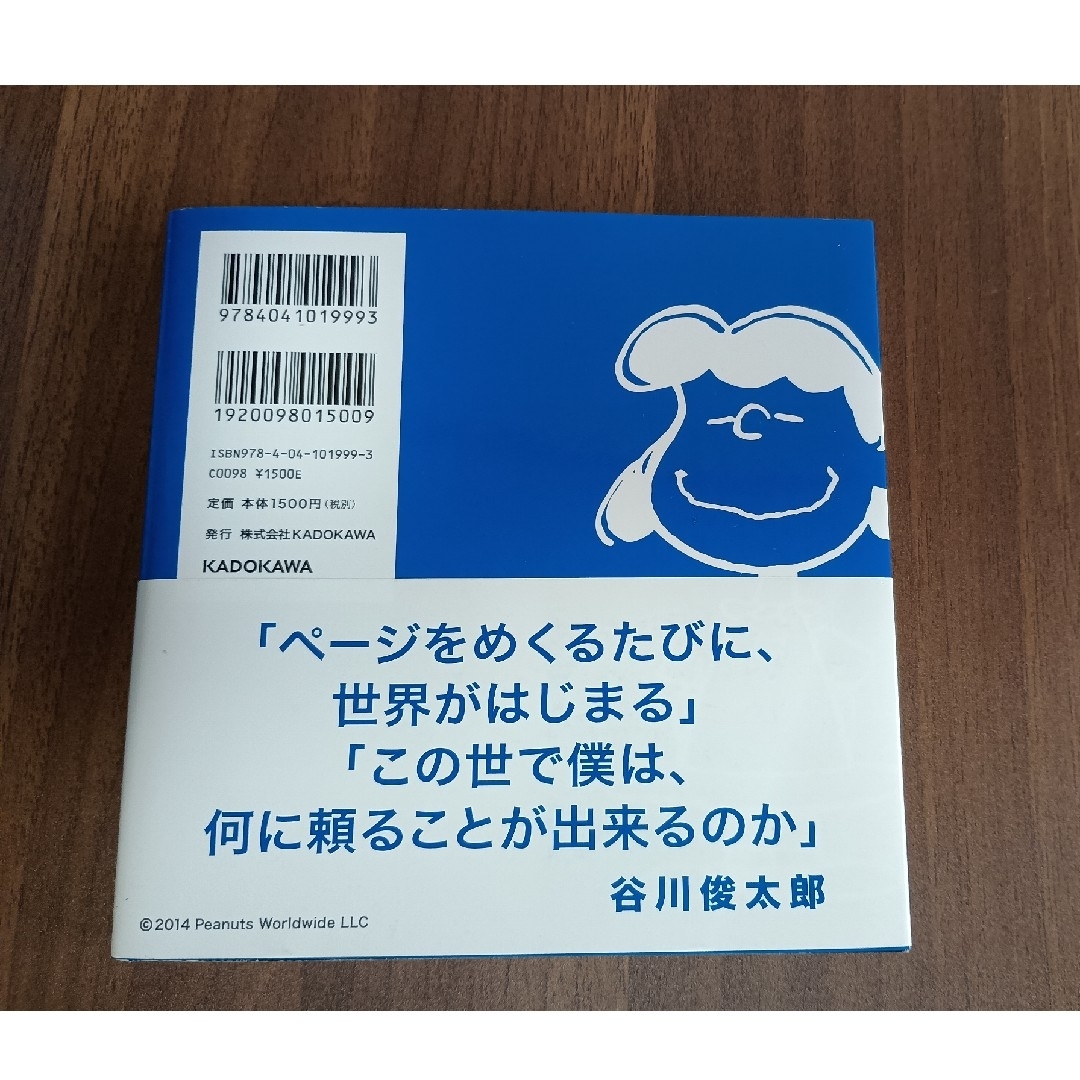 9784041019993
1920098015009
ISBN978-4-04-101999-3
C0098 ¥1500E
定価 本体1500円(税別)
発行 株式会社KADOKAWA
KADOKAWA
「ページをめくるたびに、
世界がはじまる」
「この世で僕は、
何に頼ることが出来るのか」
谷川俊太郎
©2014 Peanuts Worldwide LLC